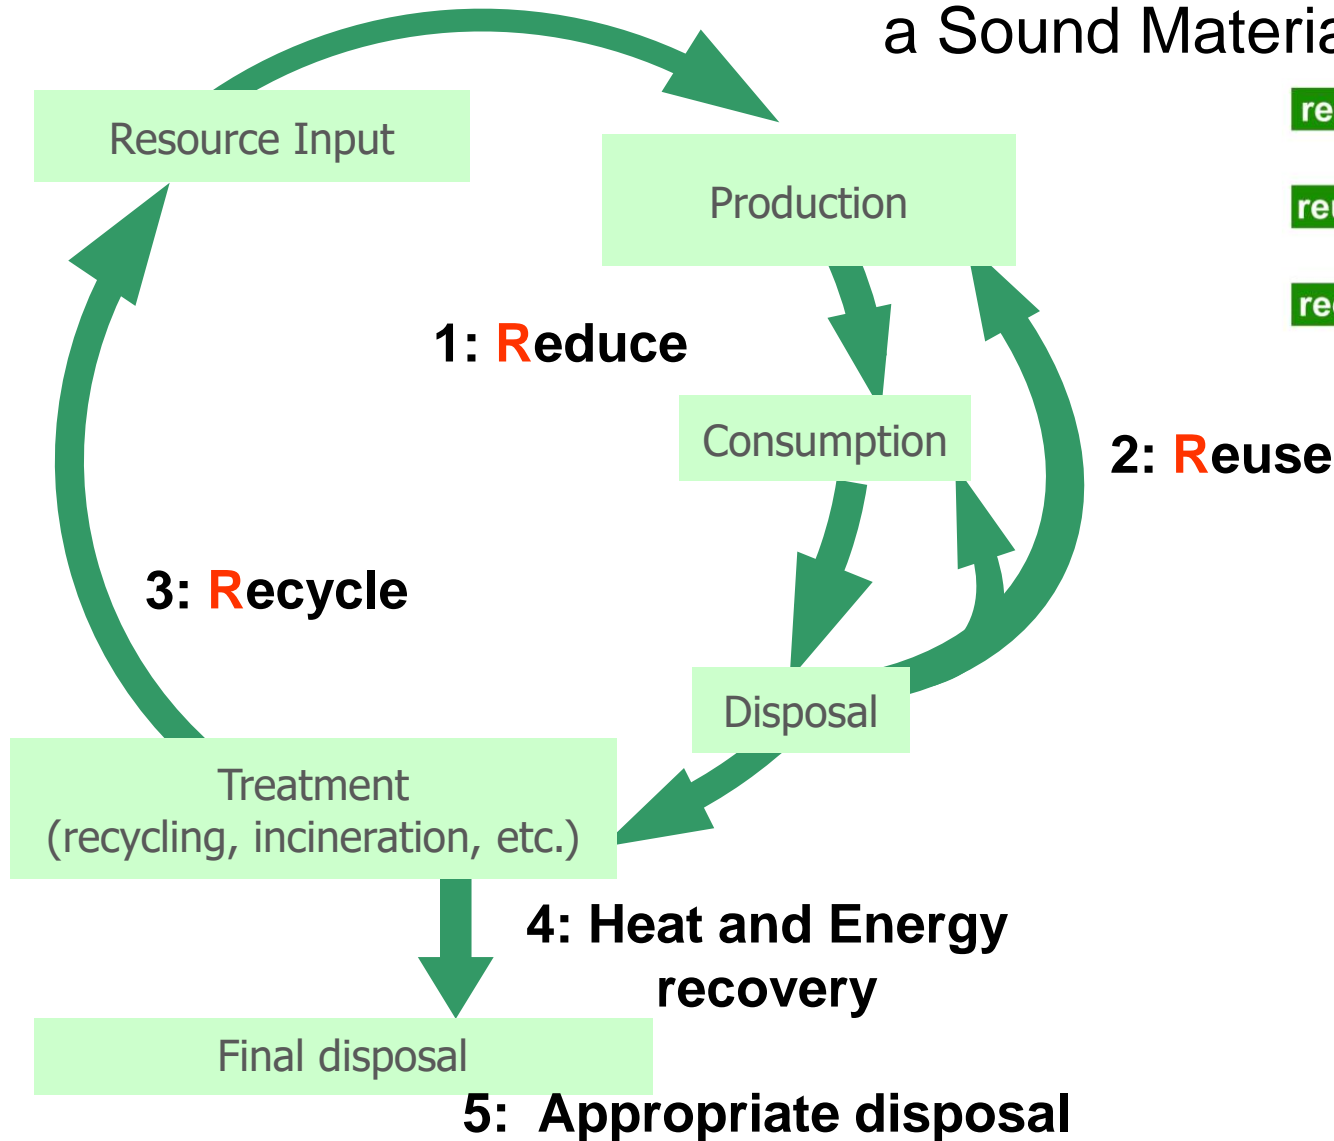 a Sound Materia
Resource Input
Production
1: Reduce
Consumption
2: Reuse
3: Recycle
Disposal
Treatment
(recycling, incineration, etc.)
4: Heat and Energy
recovery
Final disposal
5: Appropriate disposal